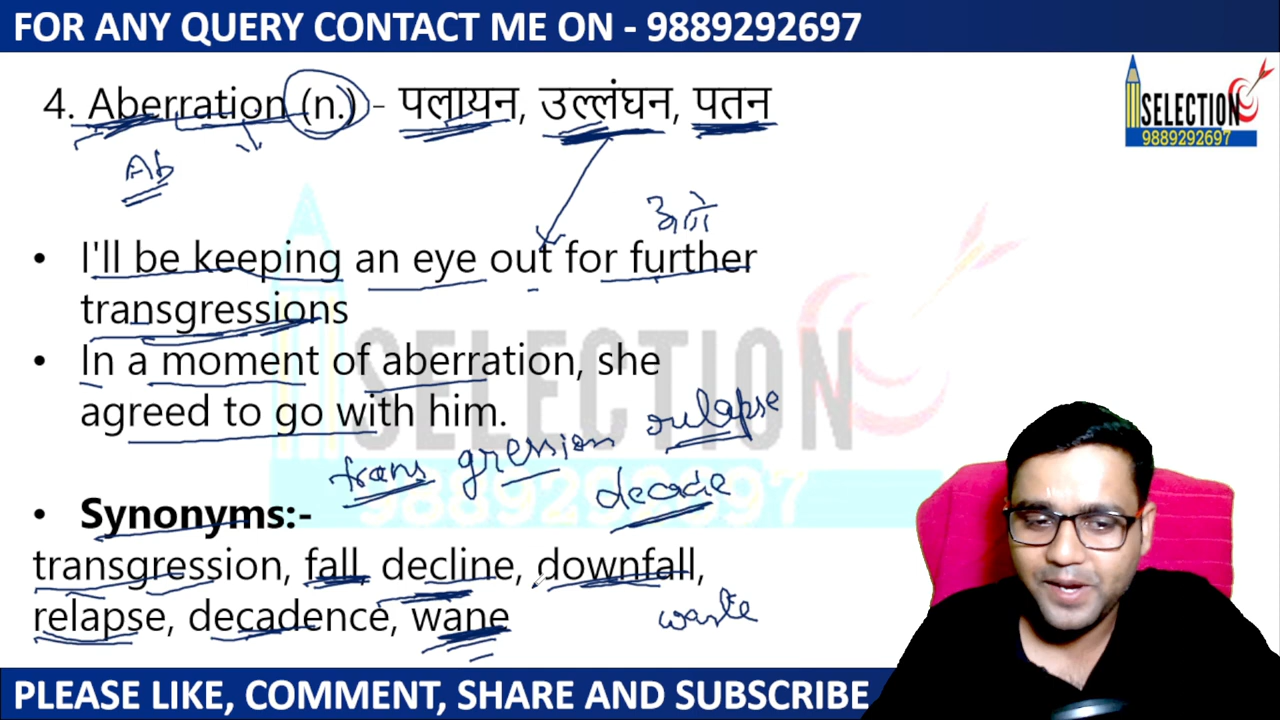 FOR ANY QUERY CONTACT ME ON - 9889292697
4. Aberration (n.) - पलायन, उल्लंघन, पतन
SELECTION
9889292697
Ab
• I'll be keeping an eye out for further
transgressions
• In a moment of aberration, she
agreed to go with him.
SELECTION
9889292697
relapse
trans gression
decade
• Synonyms:-
transgression, fall, decline, downfall,
relapse, decadence, wane
waste
PLEASE LIKE, COMMENT, SHARE AND SUBSCRIBE